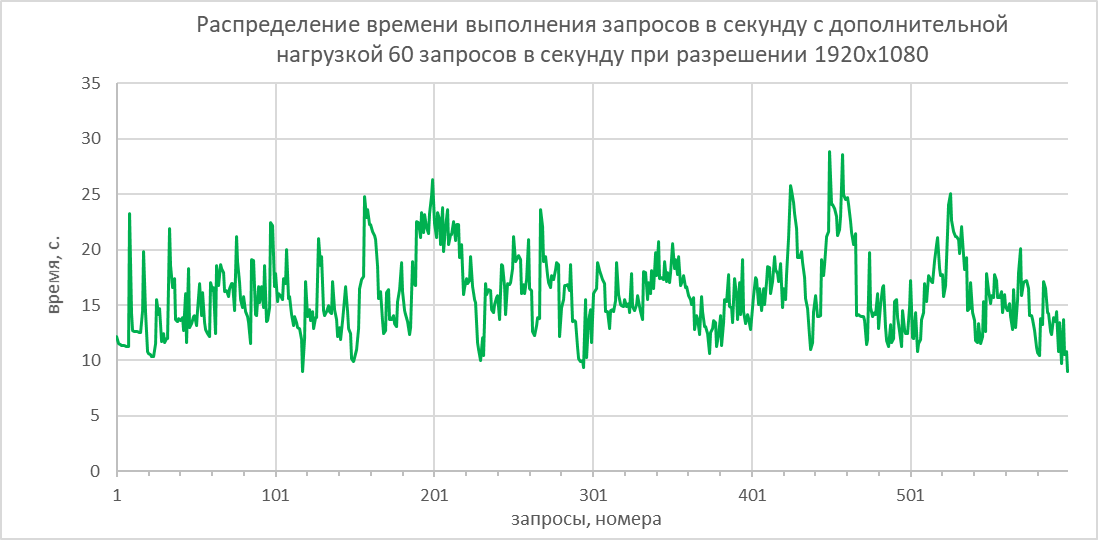 Распределение времени выполнения запросов в секунду с дополнительной
нагрузкой 60 запросов в секунду при разрешении 1920x1080
35
30
25
20
15
10
5
0
время, с.
1 101 201 301 401 501
запросы, номера